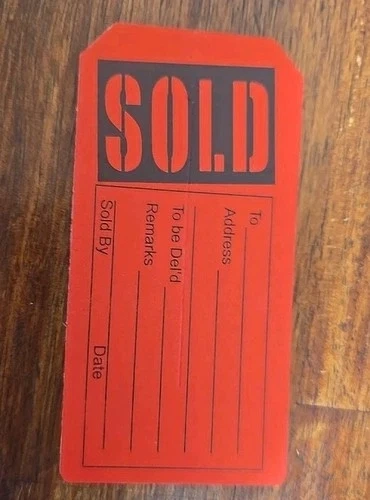 SOLD
To
Address
To be Del'd
Remarks
Sold By Date